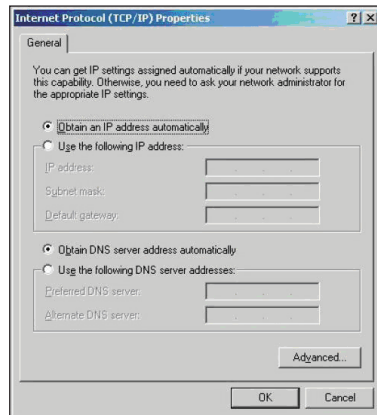 Internet Protocol (TCP/IP) Properties
General
You can get IP settings assigned automatically if your network supports
this capability. Otherwise, you need to ask your network administrator for
the appropriate IP settings.
Obtain an IP address automatically
Use the following IP address:
IP address:
Subnet mask:
Default gateway:
Obtain DNS server address automatically
Use the following DNS server addresses:
Preferred DNS server:
Alternate DNS server:
Advanced...
OK Cancel